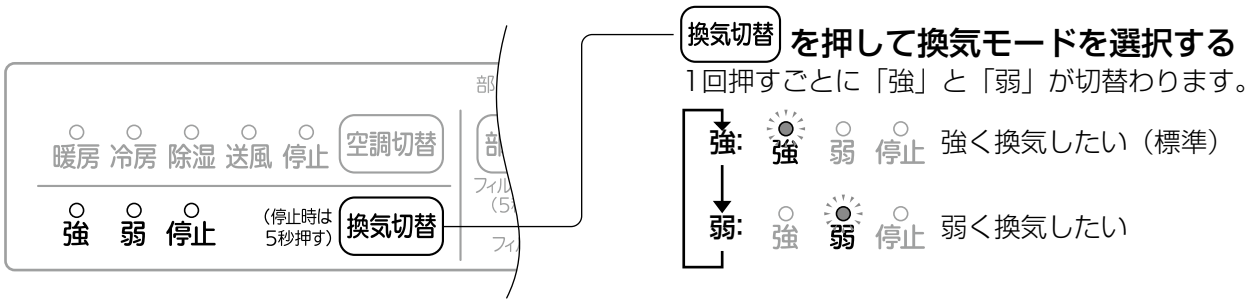 換気切替 を押して換気モードを選択する
1回押すごとに「強」と「弱」が切替わります。
強: 強 弱 停止 強く換気したい（標準）
弱: 強 弱 停止 弱く換気したい
部
暖房 冷房 除湿 送風 停止 空調切替 部
フィル
(5
強 弱 停止 (停止時は
5秒押す) 換気切替
フィ